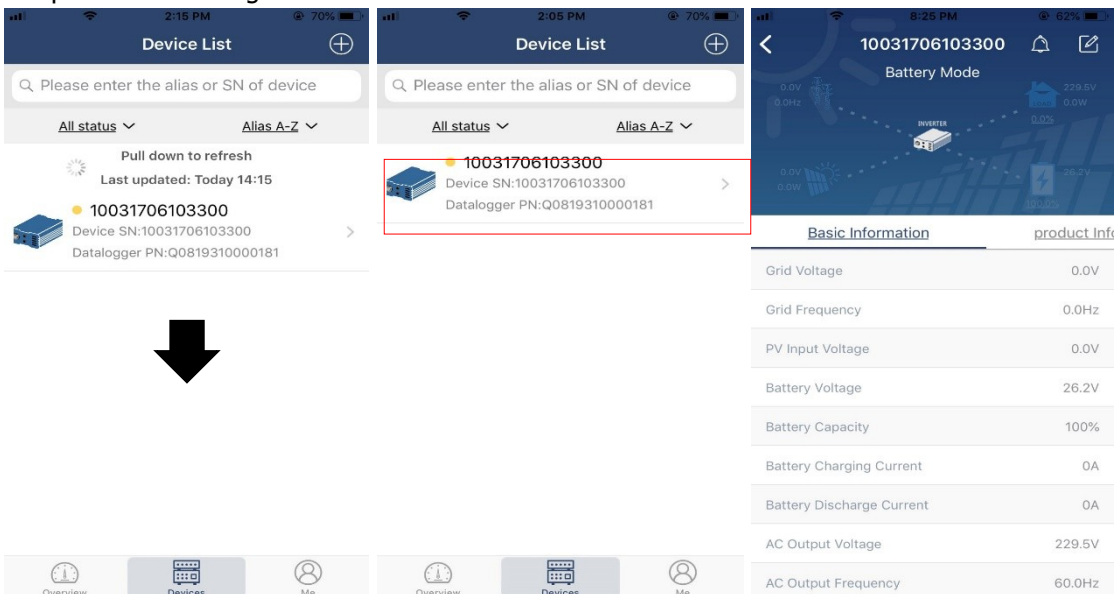 2:15 PM
70%
Device List
Please enter the alias or SN of device
All status
Alias A-Z
Pull down to refresh
Last updated: Today 14:15
10031706103300
Device SN:10031706103300
Datalogger PN:Q0819310000181
Overview
Devices
Me
2:05 PM
70%
Device List
Please enter the alias or SN of device
All status
Alias A-Z
10031706103300
Device SN:10031706103300
Datalogger PN:Q0819310000181
Overview
Devices
Me
8:25 PM
62%
10031706103300
Battery Mode
0.0V
0.0Hz
229.5V
0.0W
0.0%
INVERTER
0.0V
0.0W
26.2V
100.0%
Basic Information
product Info
Grid Voltage 0.0V
Grid Frequency 0.0Hz
PV Input Voltage 0.0V
Battery Voltage 26.2V
Battery Capacity 100%
Battery Charging Current 0A
Battery Discharge Current 0A
AC Output Voltage 229.5V
AC Output Frequency 60.0Hz